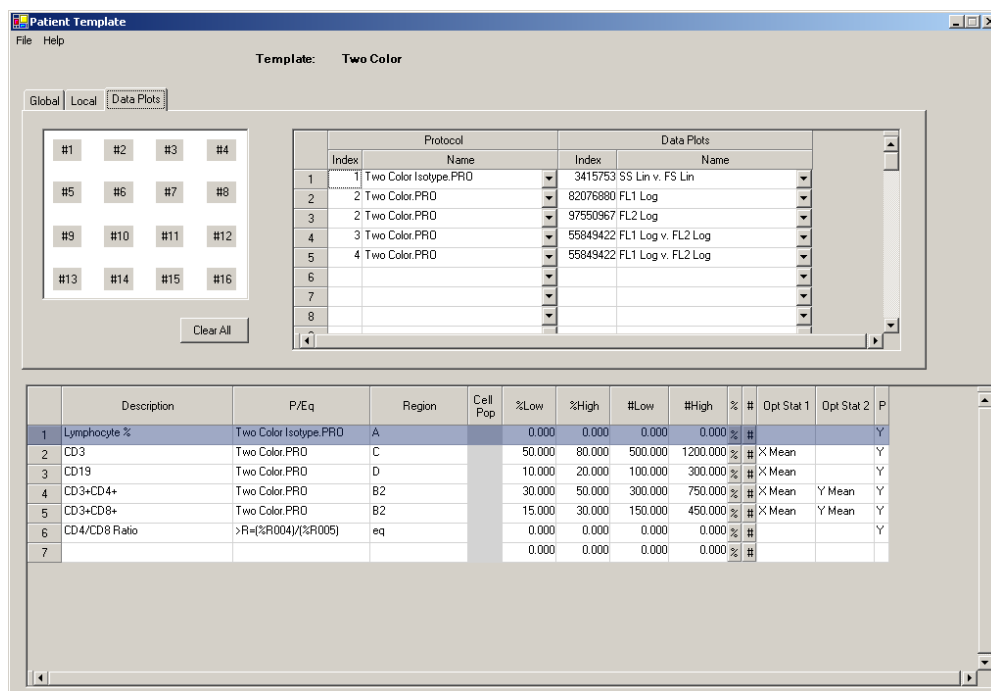 Patient Template
File Help
Template: Two Color
Global Local Data Plots
#1 #2 #3 #4
#5 #6 #7 #8
#9 #10 #11 #12
#13 #14 #15 #16
Clear All
Protocol Data Plots
Index Name Index Name
1 1 Two Color Isotype.PRO 3415753 SS Lin v. FS Lin
2 2 Two Color.PRO 82076880 FL1 Log
3 2 Two Color.PRO 97550967 FL2 Log
4 3 Two Color.PRO 55849422 FL1 Log v. FL2 Log
5 4 Two Color.PRO 55849422 FL1 Log v. FL2 Log
6
7
8
Description P/Eq Region Cell Pop %Low %High #Low #High % # Opt Stat 1 Opt Stat 2 P
1 Lymphocyte % Two Color Isotype.PRO A 0.000 0.000 0.000 0.000 % # Y
2 CD3 Two Color.PRO C 50.000 80.000 500.000 1200.000 % # X Mean Y
3 CD19 Two Color.PRO D 10.000 20.000 100.000 300.000 % # X Mean Y
4 CD3+CD4+ Two Color.PRO B2 30.000 50.000 300.000 750.000 % # X Mean Y Mean Y
5 CD3+CD8+ Two Color.PRO B2 15.000 30.000 150.000 450.000 % # X Mean Y Mean Y
6 CD4/CD8 Ratio >R=(%R004)/(%R005) eq 0.000 0.000 0.000 0.000 % # Y
7 0.000 0.000 0.000 0.000 % #